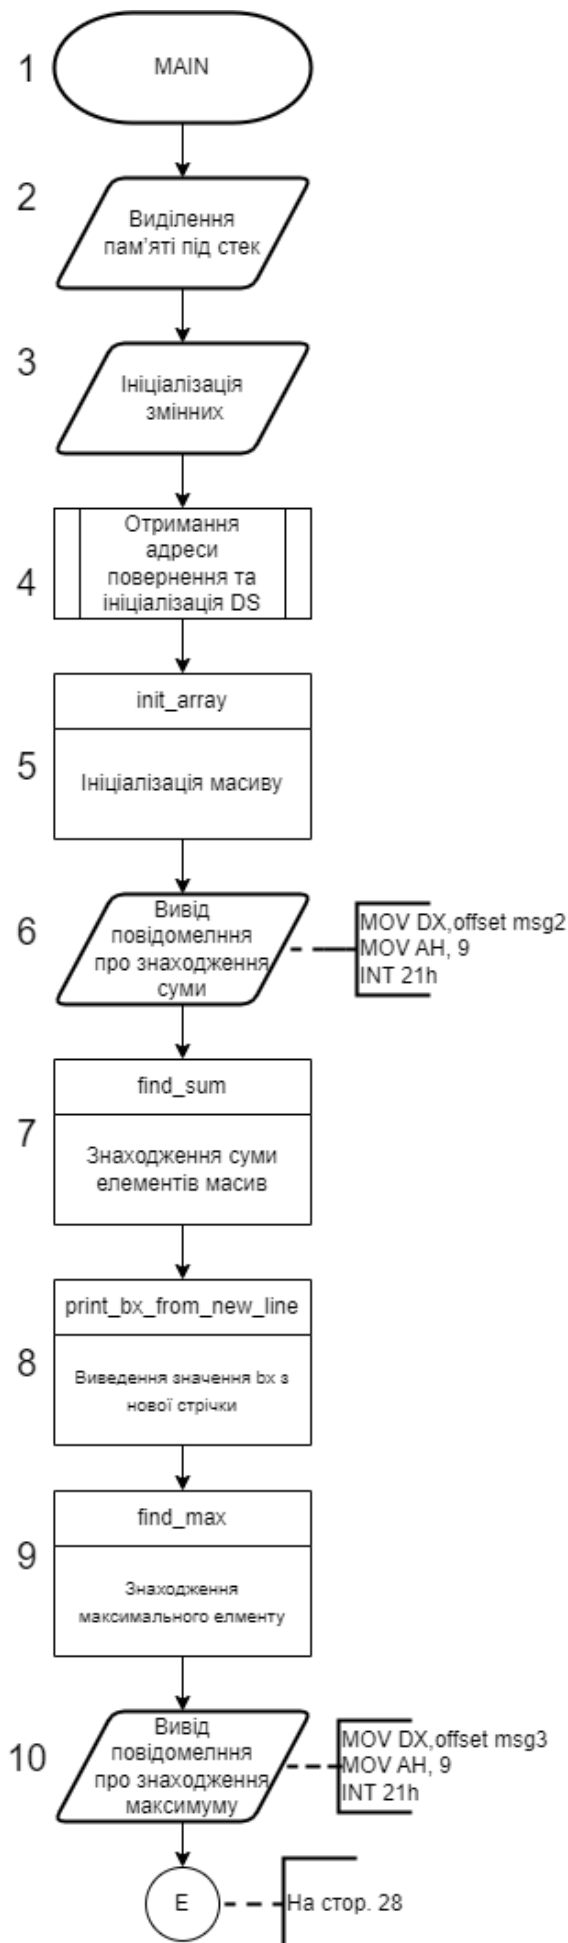 1
MAIN
2
Виділення
пам'яті під стек
3
Ініціалізація
змінних
4
Отримання
адреси
повернення та
ініціалізація DS
init_array
5
Ініціалізація масиву
6
Вивід
повідомелння
про знаходження
суми
MOV DX,offset msg2
MOV AH, 9
INT 21h
find_sum
7
Знаходження суми
елементів масив
print_bx_from_new_line
8
Виведення значення bx з
нової стрічки
find_max
9
Знаходження
максимального елменту
10
Вивід
повідомелння
про знаходження
максимуму
MOV DX,offset msg3
MOV AH, 9
INT 21h
E
На стор. 28